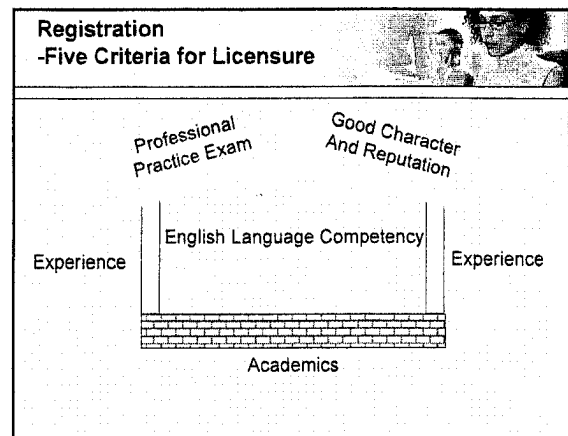 Registration
-Five Criteria for Licensure
Professional
Practice Exam
Good Character
And Reputation
English Language Competency
Experience
Experience
Academics